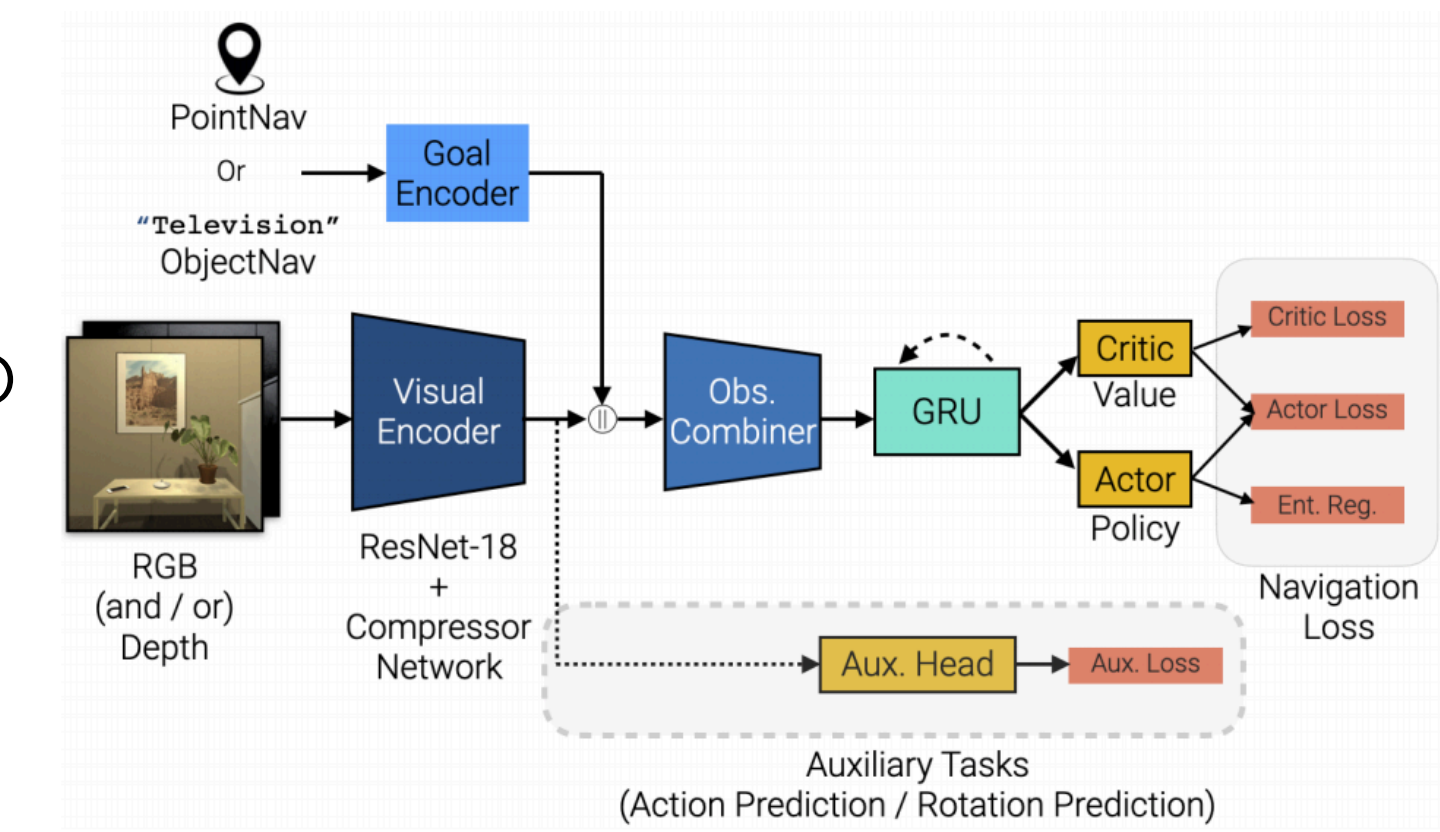 PointNav
Or
“Television”
ObjectNav
Goal
Encoder
Visual
Encoder
||
Obs.
Combiner
GRU
Critic
Value
Actor
Policy
Critic Loss
Actor Loss
Ent. Reg.
Navigation
Loss
RGB
(and / or)
Depth
ResNet-18
+
Compressor
Network
Aux. Head
Aux. Loss
Auxiliary Tasks
(Action Prediction / Rotation Prediction)